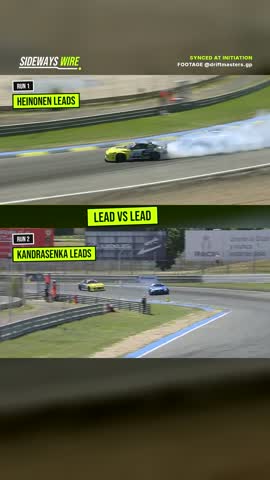 SIDEWAYS WIRE
SYNCED AT INITIATION
FOOTAGE @driftmasters.gp
RUN 1
HEINONEN LEADS
LEAD VS LEAD
RUN 2
KANDRASENKA LEADS